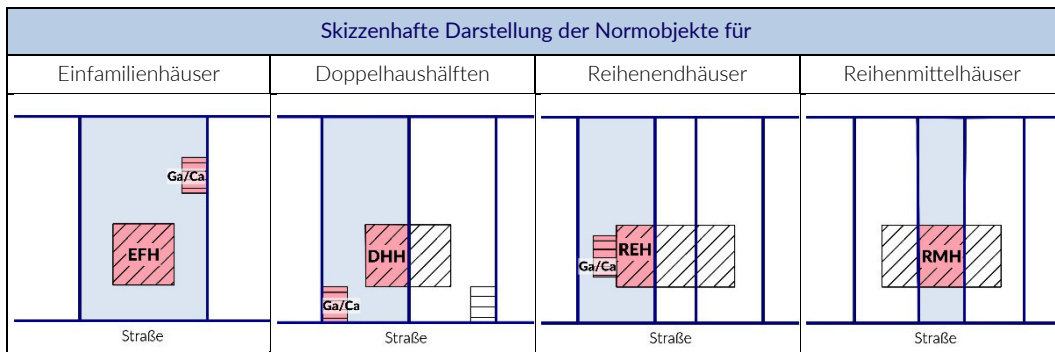 Skizzenhafte Darstellung der Normobjekte für
Einfamilienhäuser
Doppelhaushälften
Reihenendhäuser
Reihenmittelhäuser
Ga/Ca
EFH
Straße
DHH
Ga/Ca
Straße
REH
Ga/Ca
Straße
RMH
Straße